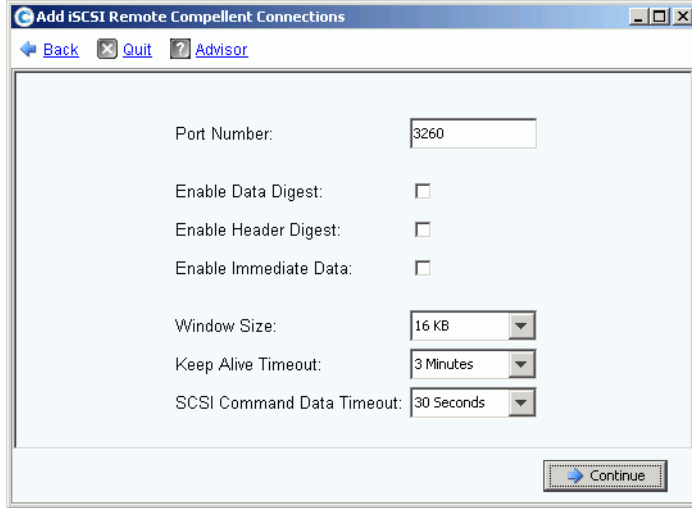 Add iSCSI Remote Compellent Connections
Back Quit ? Advisor
Port Number: 3260
Enable Data Digest:
Enable Header Digest:
Enable Immediate Data:
Window Size: 16 KB
Keep Alive Timeout: 3 Minutes
SCSI Command Data Timeout: 30 Seconds
Continue